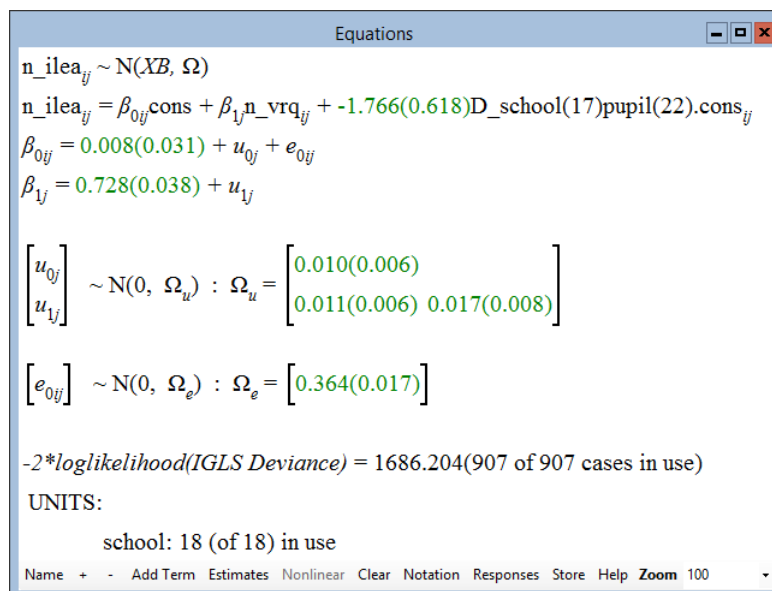 Equations
n_ilea_ij ~ N(XB, Ω)
n_ilea_ij = β_0ij cons + β_1j n_vrq_ij + -1.766(0.618)D_school(17)pupil(22).cons_ij
β_0ij = 0.008(0.031) + u_0j + e_0ij
β_1j = 0.728(0.038) + u_1j
[u_0j u_1j] ~ N(0, Ω_u) : Ω_u = [0.010(0.006)
0.011(0.006) 0.017(0.008)]
[e_0ij] ~ N(0, Ω_e) : Ω_e = [0.364(0.017)]
-2*loglikelihood(IGLS Deviance) = 1686.204(907 of 907 cases in use)
UNITS:
school: 18 (of 18) in use
Name + - Add Term Estimates Nonlinear Clear Notation Responses Store Help Zoom 100